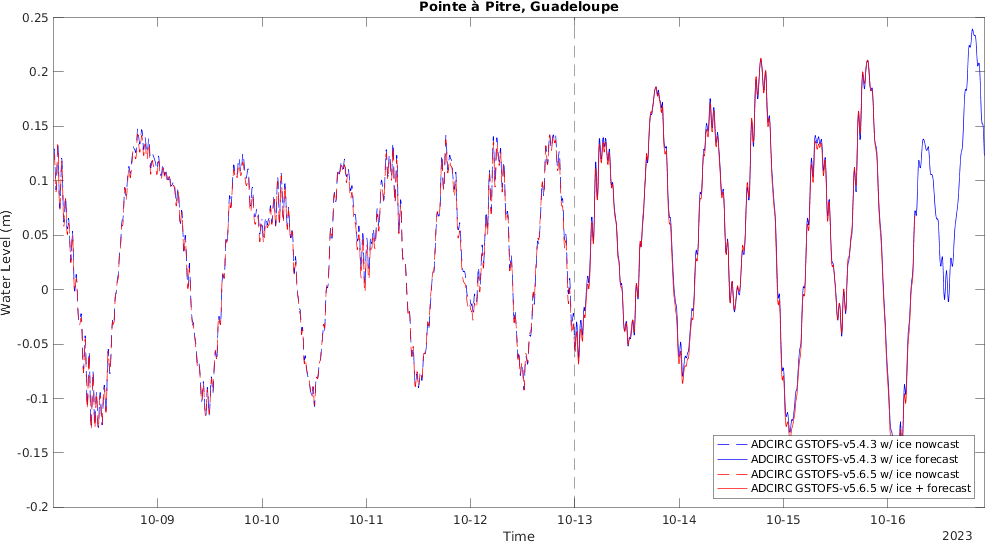 Pointe à Pitre, Guadeloupe
Water Level (m)
0.25
0.2
0.15
0.1
0.05
0
-0.05
-0.1
-0.15
-0.2
ADCIRC GSTOFS-v5.4.3 w/ ice nowcast
ADCIRC GSTOFS-v5.4.3 w/ ice forecast
ADCIRC GSTOFS-v5.6.5 w/ ice nowcast
ADCIRC GSTOFS-v5.6.5 w/ ice + forecast
10-09 10-10 10-11 10-12 10-13 10-14 10-15 10-16
Time
2023